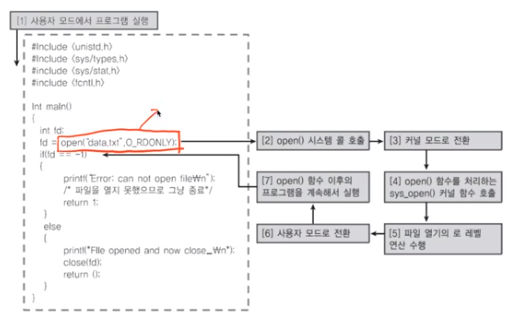 [1] 사용자 모드에서 프로그램 실행
#Include <unistd.h>
#Include <sys/types.h>
#Include <sys/stat.h>
#Include <fcntl.h>
Int main()
{
int fd;
fd = open("data.txt",O_RDONLY);
if(fd == -1)
{
printf("Error: can not open file₩n");
/* 파일을 열지 못했으므로 그냥 종료*/
return 1;
}
else
{
printf("File opened and now close_₩n");
close(fd);
return ();
}
}
[2] open() 시스템 콜 호출
[3] 커널 모드로 전환
[4] open() 함수를 처리하는
sys_open() 커널 함수 호출
[5] 파일 열기의 로 레벨
연산 수행
[6] 사용자 모드로 전환
[7] open() 함수 이후의
프로그램을 계속해서 실행